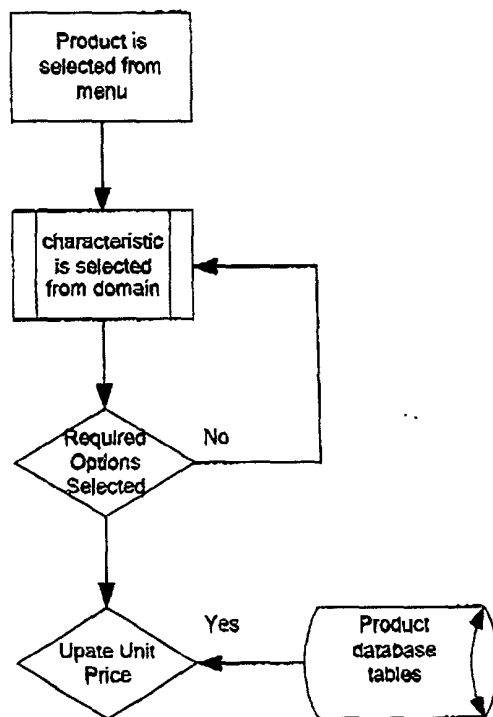 Product is
selected from
menu
characteristic
is selected
from domain
Required
Options
Selected
No
Upate Unit
Price
Yes
Product
database
tables